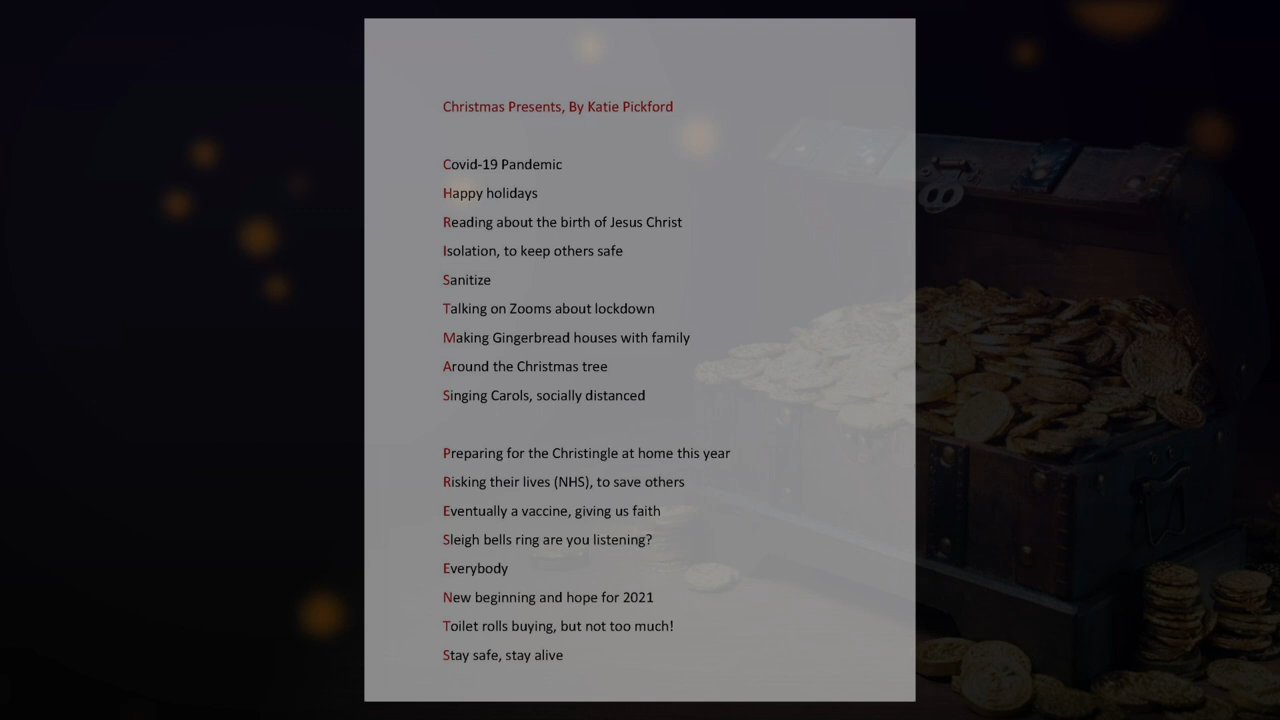 Christmas Presents, By Katie Pickford
Covid-19 Pandemic
Happy holidays
Reading about the birth of Jesus Christ
Isolation, to keep others safe
Sanitize
Talking on Zooms about lockdown
Making Gingerbread houses with family
Around the Christmas tree
Singing Carols, socially distanced
Preparing for the Christingle at home this year
Risking their lives (NHS), to save others
Eventually a vaccine, giving us faith
Sleigh bells ring are you listening?
Everybody
New beginning and hope for 2021
Toilet rolls buying, but not too much!
Stay safe, stay alive